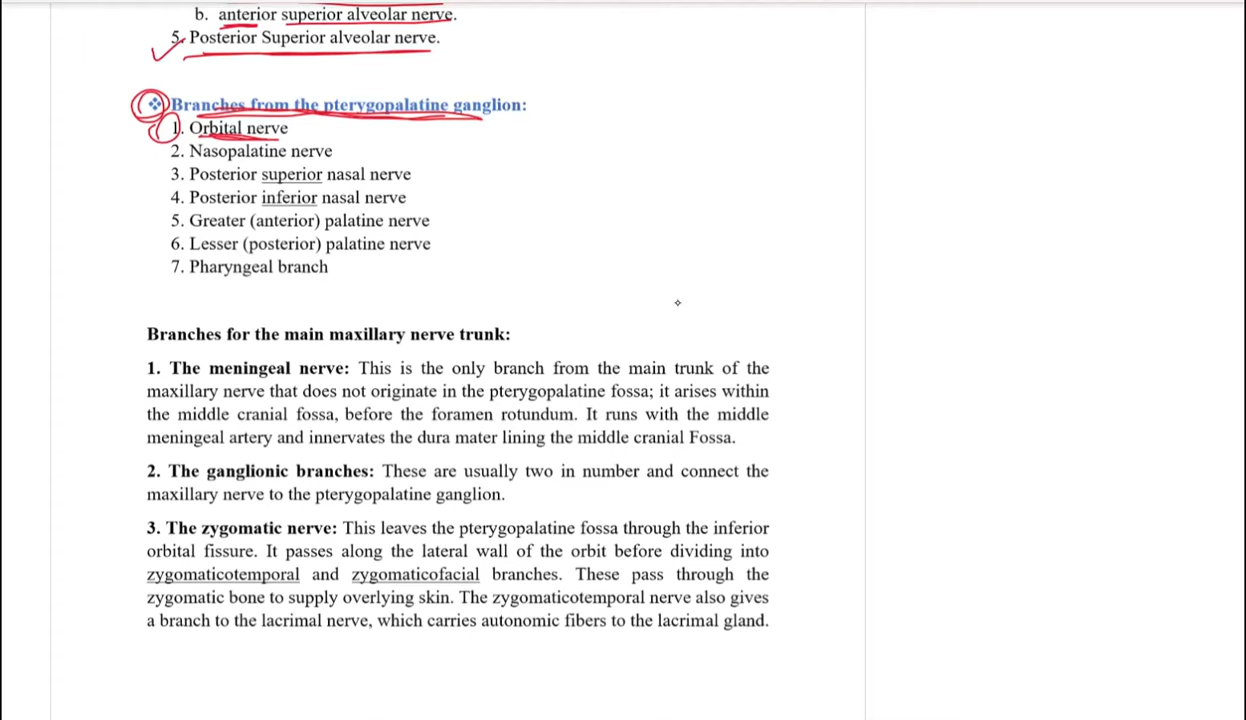 b. anterior superior alveolar nerve.
5. Posterior Superior alveolar nerve.
❖ Branches from the pterygopalatine ganglion:
1. Orbital nerve
2. Nasopalatine nerve
3. Posterior superior nasal nerve
4. Posterior inferior nasal nerve
5. Greater (anterior) palatine nerve
6. Lesser (posterior) palatine nerve
7. Pharyngeal branch
Branches for the main maxillary nerve trunk:
1. The meningeal nerve: This is the only branch from the main trunk of the
maxillary nerve that does not originate in the pterygopalatine fossa; it arises within
the middle cranial fossa, before the foramen rotundum. It runs with the middle
meningeal artery and innervates the dura mater lining the middle cranial Fossa.
2. The ganglionic branches: These are usually two in number and connect the
maxillary nerve to the pterygopalatine ganglion.
3. The zygomatic nerve: This leaves the pterygopalatine fossa through the inferior
orbital fissure. It passes along the lateral wall of the orbit before dividing into
zygomaticotemporal and zygomaticofacial branches. These pass through the
zygomatic bone to supply overlying skin. The zygomaticotemporal nerve also gives
a branch to the lacrimal nerve, which carries autonomic fibers to the lacrimal gland.